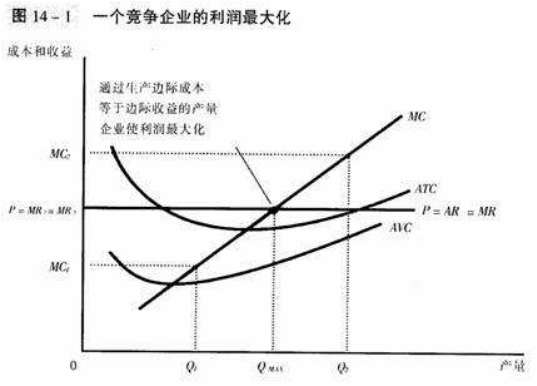 图 14-1 一个竞争企业的利润最大化
成本和收益
通过生产边际成本
等于边际收益的产量
企业使利润最大化
MC
MC₂
ATC
P = MR₁ = MR₂
P = AR = MR
AVC
MC₁
0
Q₁
Q MAX
Q₂
产量